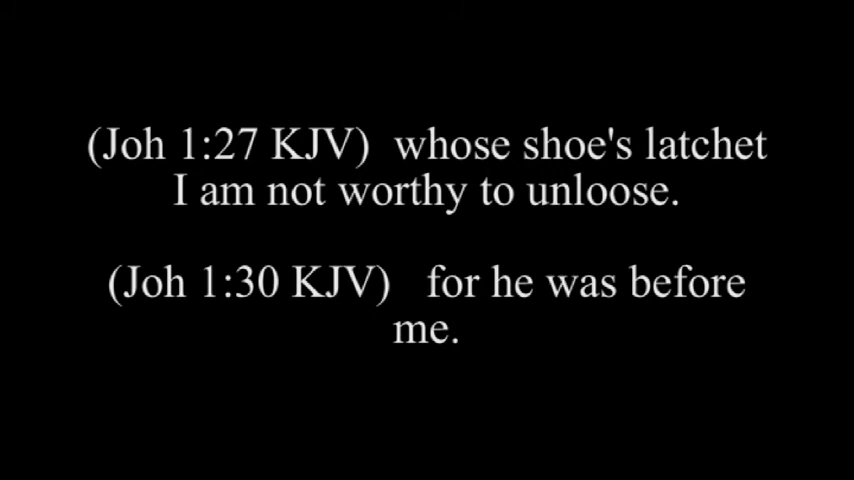 (Joh 1:27 KJV)  whose shoe's latchet
I am not worthy to unloose.
(Joh 1:30 KJV)   for he was before
me.